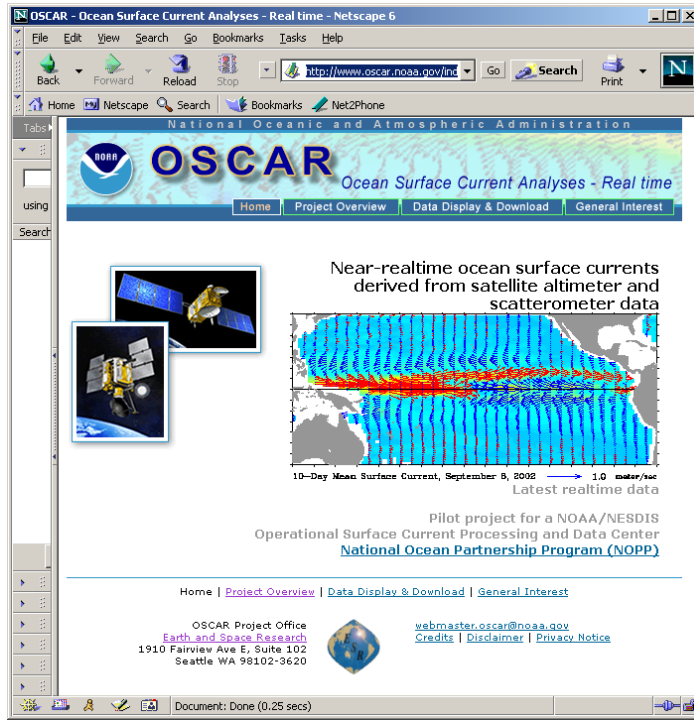 OSCAR - Ocean Surface Current Analyses - Real time - Netscape 6
File Edit View Search Go Bookmarks Tasks Help
Back Forward Reload Stop http://www.oscar.noaa.gov/ind Go Search Print N
Home Netscape Search Bookmarks Net2Phone
Tabs
National Oceanic and Atmospheric Administration
NOAA
OSCAR
Ocean Surface Current Analyses - Real time
using
Home Project Overview Data Display & Download General Interest
Search
Near-realtime ocean surface currents
derived from satellite altimeter and
scatterometer data
10-Day Mean Surface Current, September 5, 2002 1.0 meter/sec
Latest realtime data
Pilot project for a NOAA/NESDIS
Operational Surface Current Processing and Data Center
National Ocean Partnership Program (NOPP)
Home | Project Overview | Data Display & Download | General Interest
OSCAR Project Office
Earth and Space Research
1910 Fairview Ave E, Suite 102
Seattle WA 98102-3620
ESR
webmaster.oscar@noaa.gov
Credits | Disclaimer | Privacy Notice
Document: Done (0.25 secs)